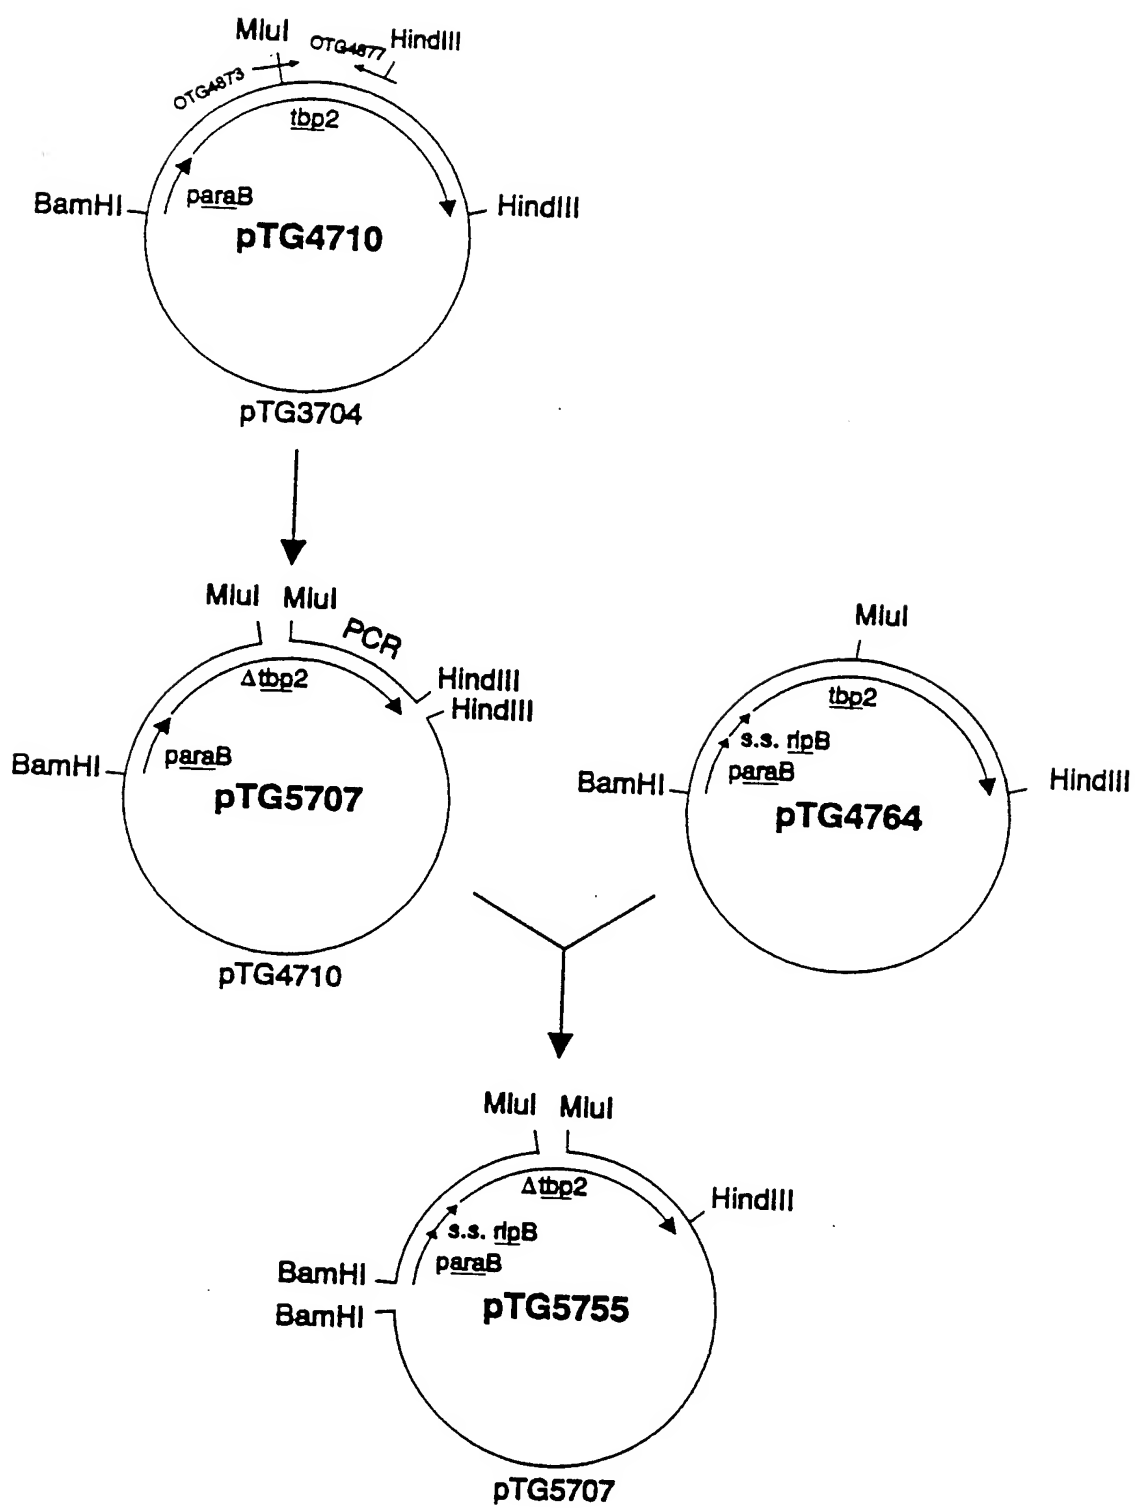 MluI
OTG4877
HindIII
OTG4873
tbp2
BamHI
paraB
HindIII
pTG4710
pTG3704
MluI MluI
PCR
HindIII
HindIII
Δtbp2
paraB
BamHI
pTG5707
pTG4710
MluI
tbp2
s.s. rlpB
paraB
BamHI
HindIII
pTG4764
MluI MluI
Δtbp2
HindIII
s.s. rlpB
paraB
BamHI
BamHI
pTG5755
pTG5707